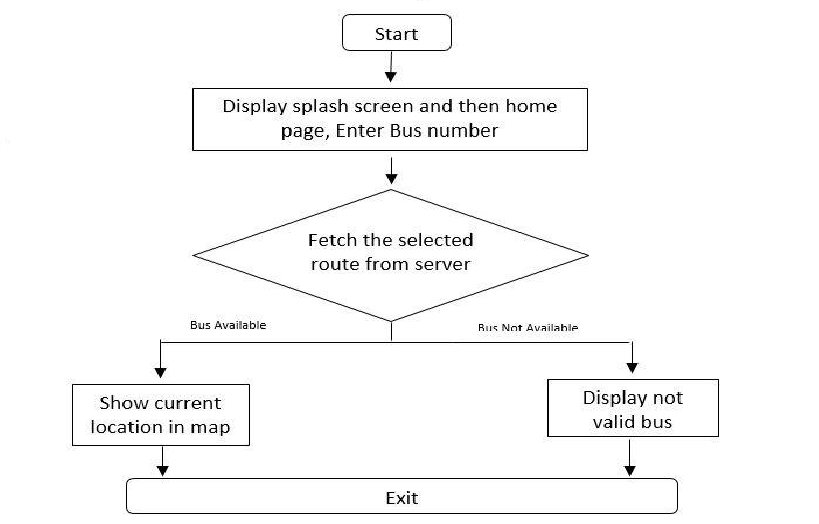 Start
Display splash screen and then home
page, Enter Bus number
Fetch the selected
route from server
Bus Available
Bus Not Available
Show current
location in map
Display not
valid bus
Exit